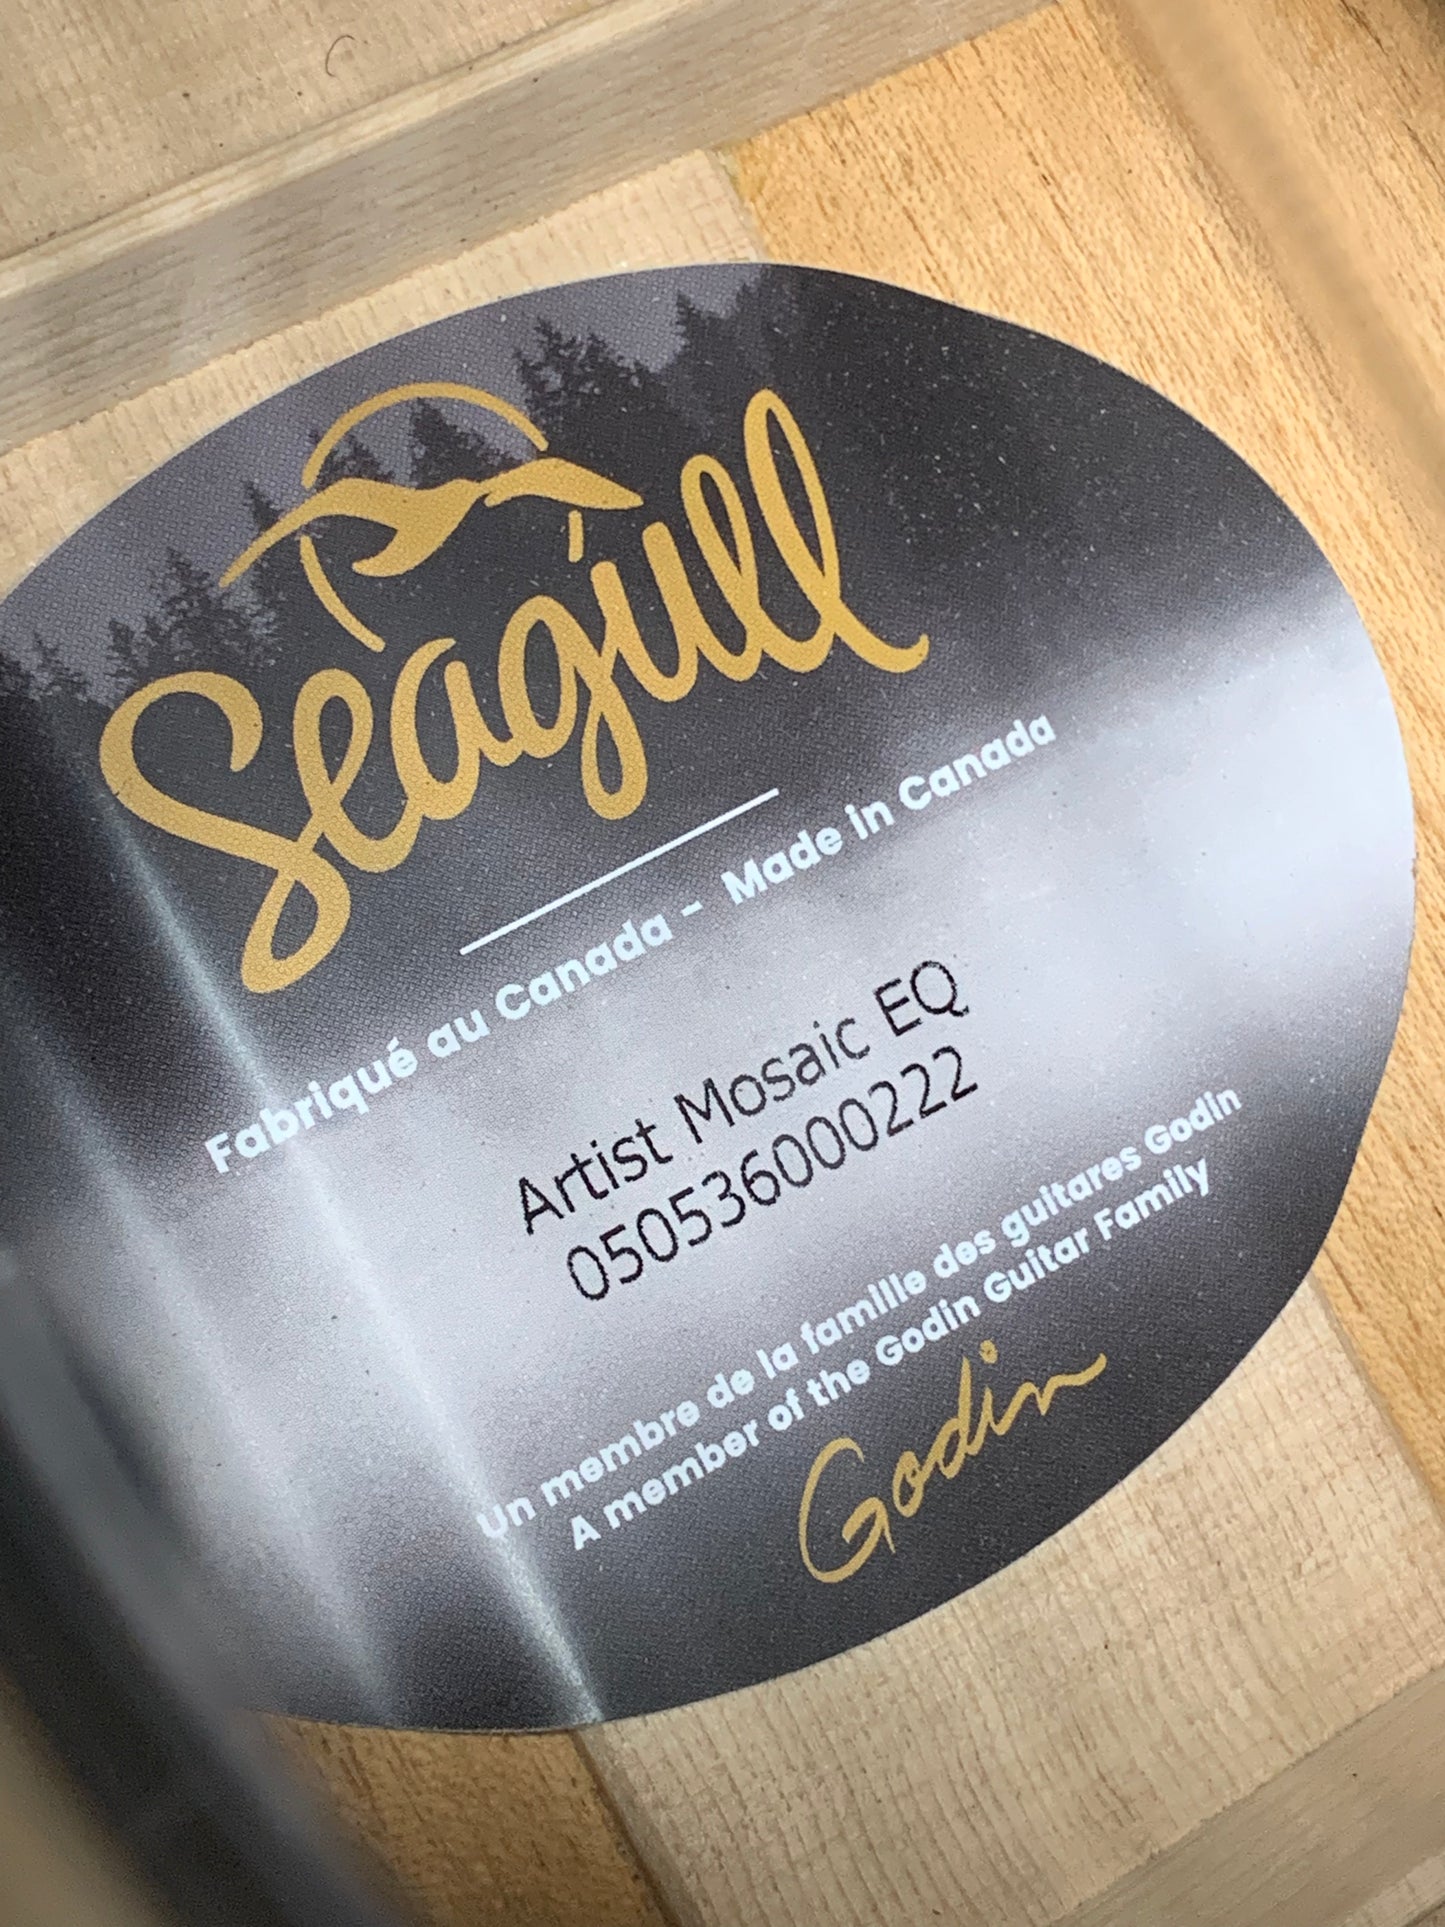 Seagull
Fabriqué au Canada - Made in Canada
Artist Mosaic EQ
050536000222
Un membre de la famille des guitares Godin
A member of the Godin Guitar Family
Godin